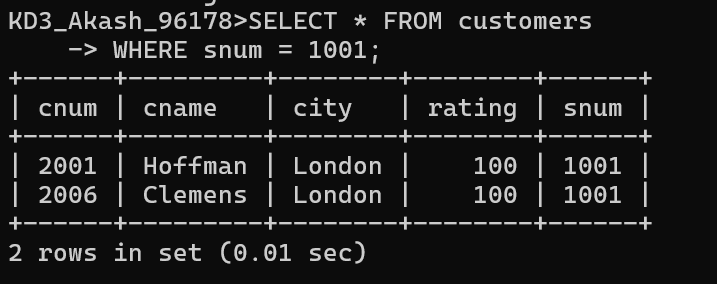 KD3_Akash_96178>SELECT * FROM customers
    -> WHERE snum = 1001;
+------+---------+--------+--------+------+
| cnum | cname   | city   | rating | snum |
+------+---------+--------+--------+------+
| 2001 | Hoffman | London |    100 | 1001 |
| 2006 | Clemens | London |    100 | 1001 |
+------+---------+--------+--------+------+
2 rows in set (0.01 sec)